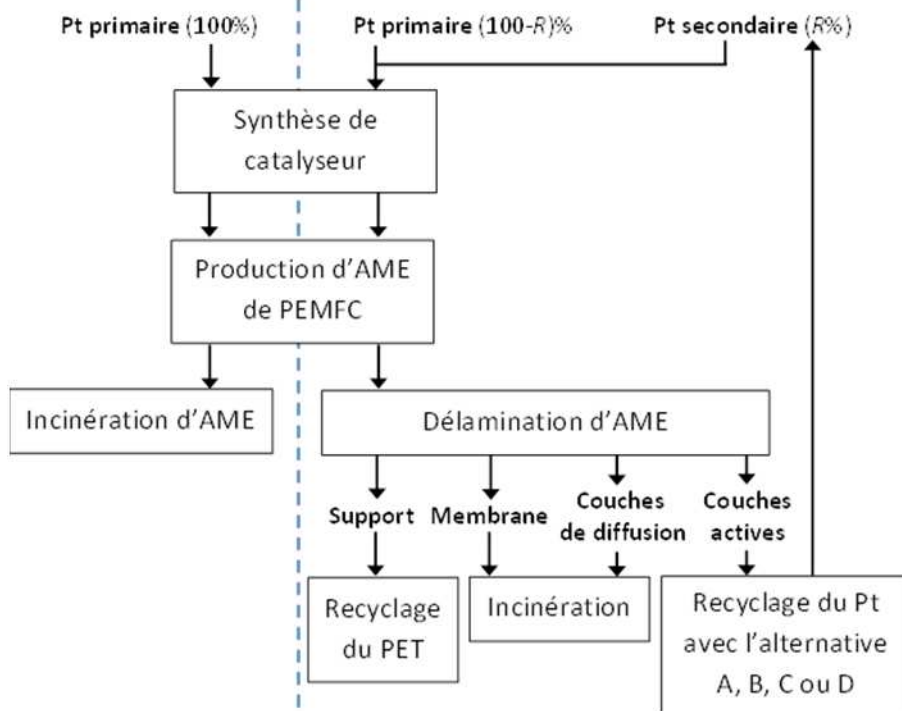 Pt primaire (100%)
Pt primaire (100-R)%
Pt secondaire (R%)
Synthèse de
catalyseur
Production d'AME
de PEMFC
Incinération d'AME
Délamination d'AME
Support
Membrane
Couches
de diffusion
Couches
actives
Recyclage
du PET
Incinération
Recyclage du Pt
avec l'alternative
A, B, C ou D